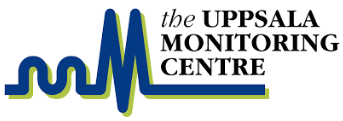 the UPPSALA
MONITORING
CENTRE